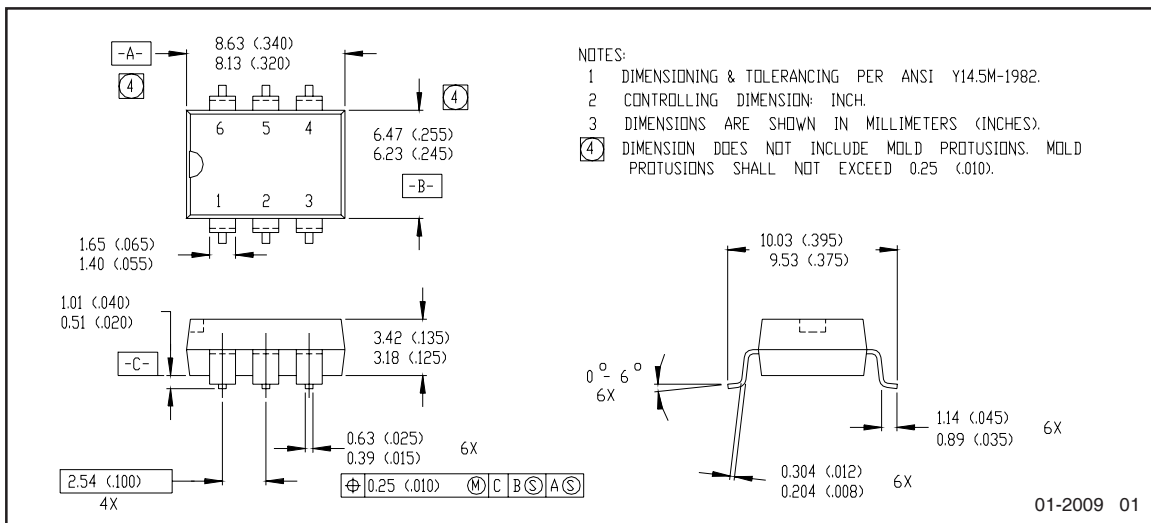 -A-
8.63 (.340)
8.13 (.320)
4
4
6 5 4
6.47 (.255)
6.23 (.245)
-B-
1 2 3
1.65 (.065)
1.40 (.055)
NOTES:
1 DIMENSIONING & TOLERANCING PER ANSI Y14.5M-1982.
2 CONTROLLING DIMENSION: INCH.
3 DIMENSIONS ARE SHOWN IN MILLIMETERS (INCHES).
4 DIMENSION DOES NOT INCLUDE MOLD PROTUSIONS. MOLD
PROTUSIONS SHALL NOT EXCEED 0.25 (.010).
1.01 (.040)
0.51 (.020)
-C-
3.42 (.135)
3.18 (.125)
0.63 (.025)
0.39 (.015)
6X
2.54 (.100)
4X
⌖ 0.25 (.010) Ⓜ C B Ⓢ A Ⓢ
10.03 (.395)
9.53 (.375)
0° - 6°
6X
1.14 (.045)
0.89 (.035)
6X
0.304 (.012)
0.204 (.008)
6X
01-2009 01